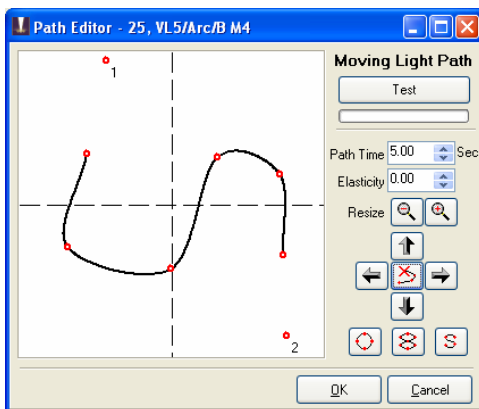 Path Editor - 25, VL5/Arc/B M4
1
2
Moving Light Path
Test
Path Time 5.00 Sec
Elasticity 0.00
Resize
OK
Cancel